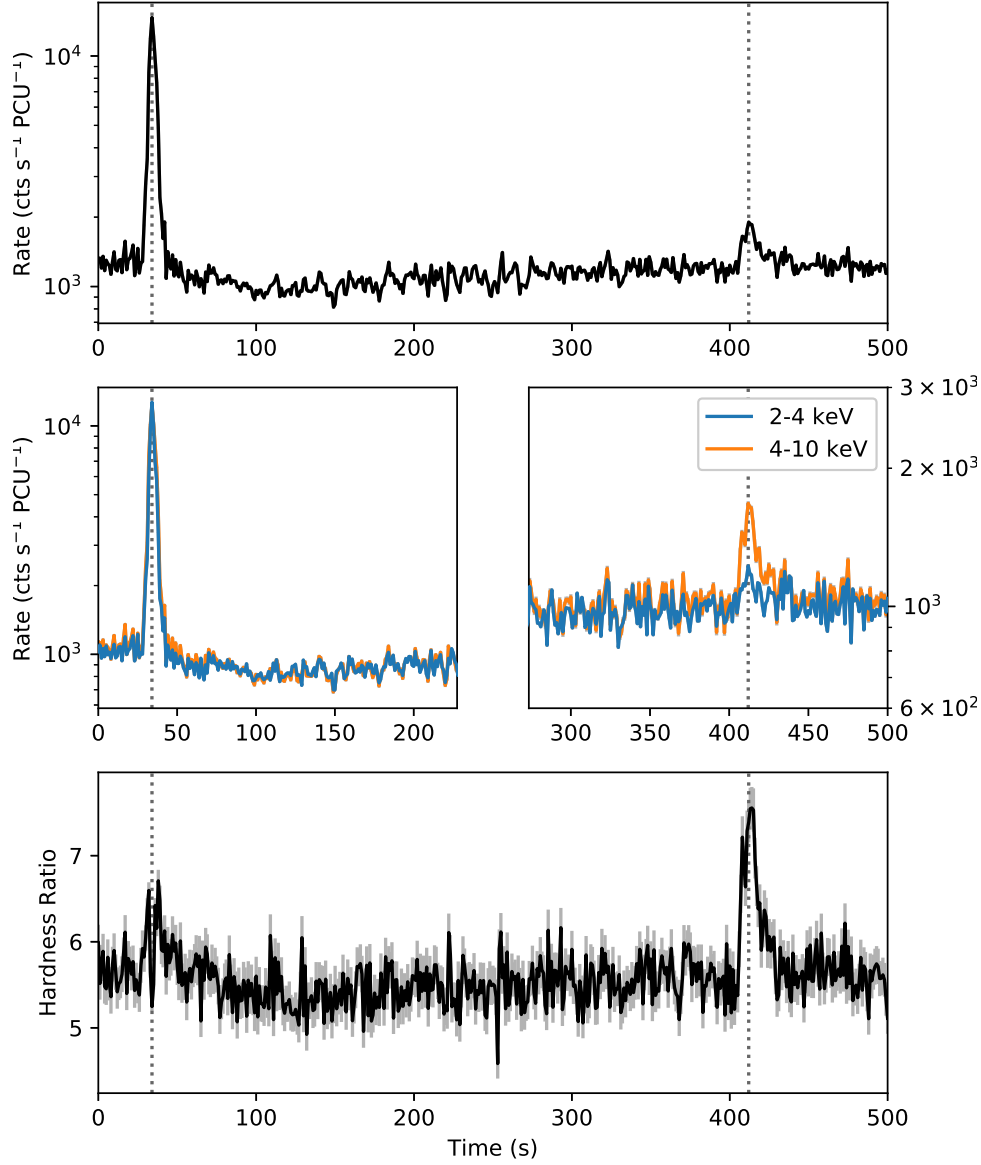 Rate (cts s⁻¹ PCU⁻¹)
10⁴
10³
0 100 200 300 400 500
Rate (cts s⁻¹ PCU⁻¹)
10⁴
10³
0 50 100 150 200
2-4 keV
4-10 keV
3 × 10³
2 × 10³
10³
6 × 10²
300 350 400 450 500
Hardness Ratio
7
6
5
0 100 200 300 400 500
Time (s)